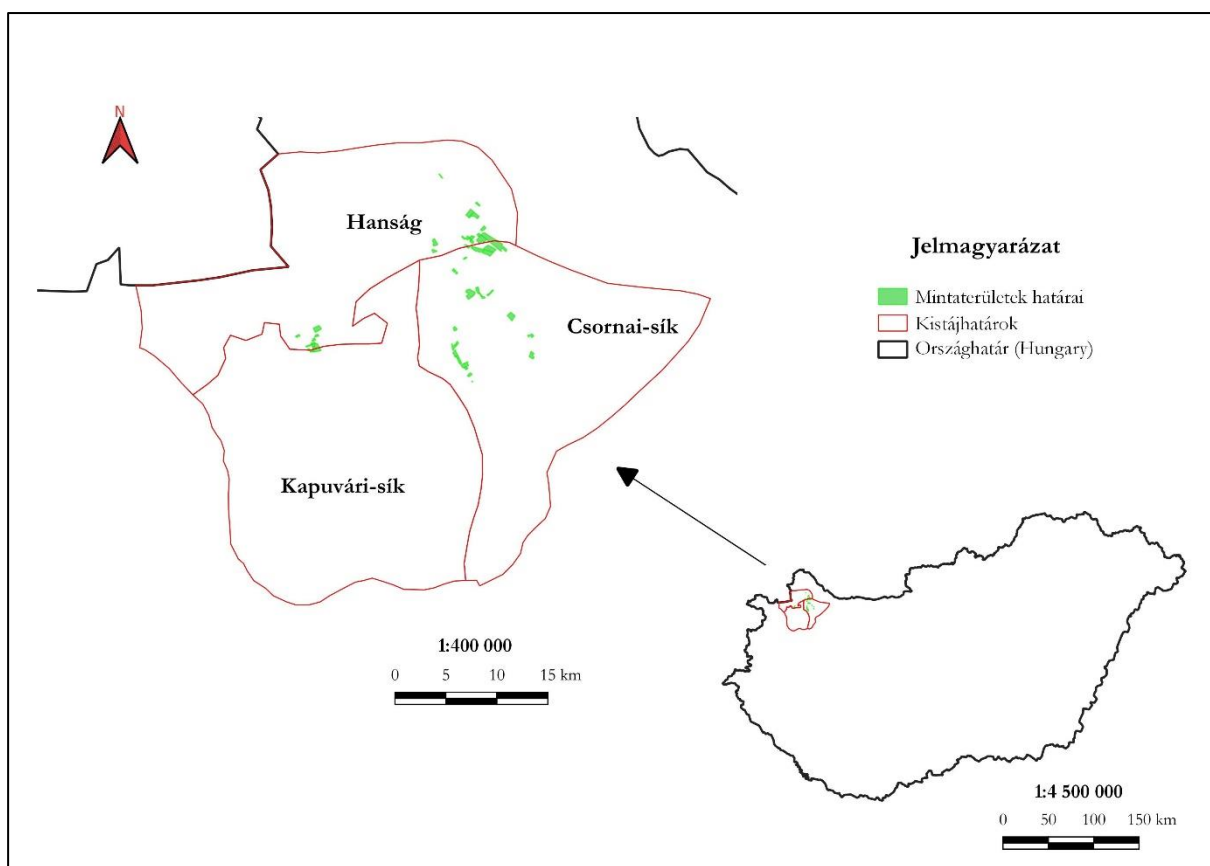 N
Hanság
Jelmagyarázat
Mintaterületek határai
Kistájhatárok
Országhatár (Hungary)
Csornai-sík
Kapuvári-sík
1:400 000
0 5 10 15 km
1:4 500 000
0 50 100 150 km